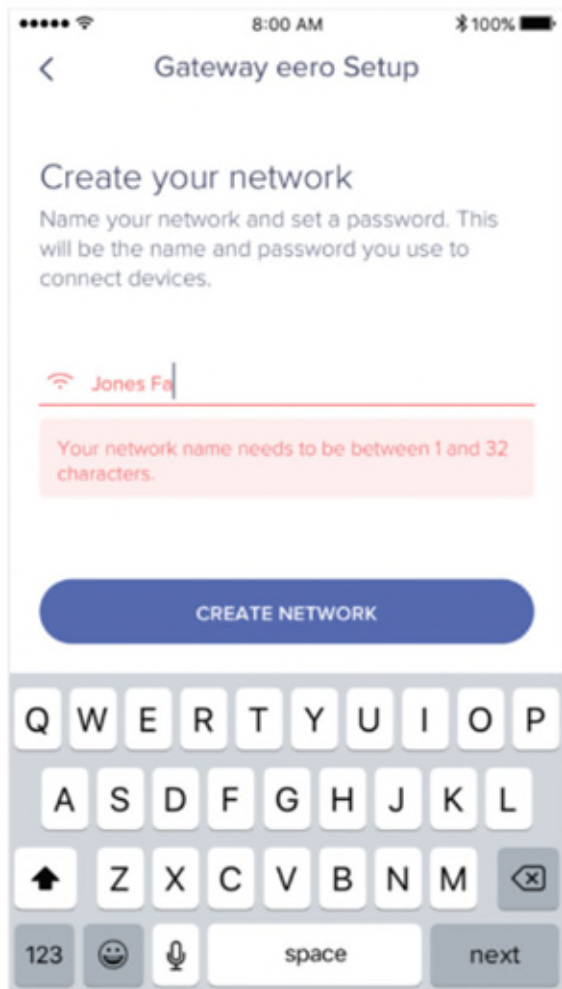 8:00 AM 100%
Gateway eero Setup
Create your network
Name your network and set a password. This
will be the name and password you use to
connect devices.
Jones Fa
Your network name needs to be between 1 and 32
characters.
CREATE NETWORK
Q W E R T Y U I O P
A S D F G H J K L
Z X C V B N M
123 space next